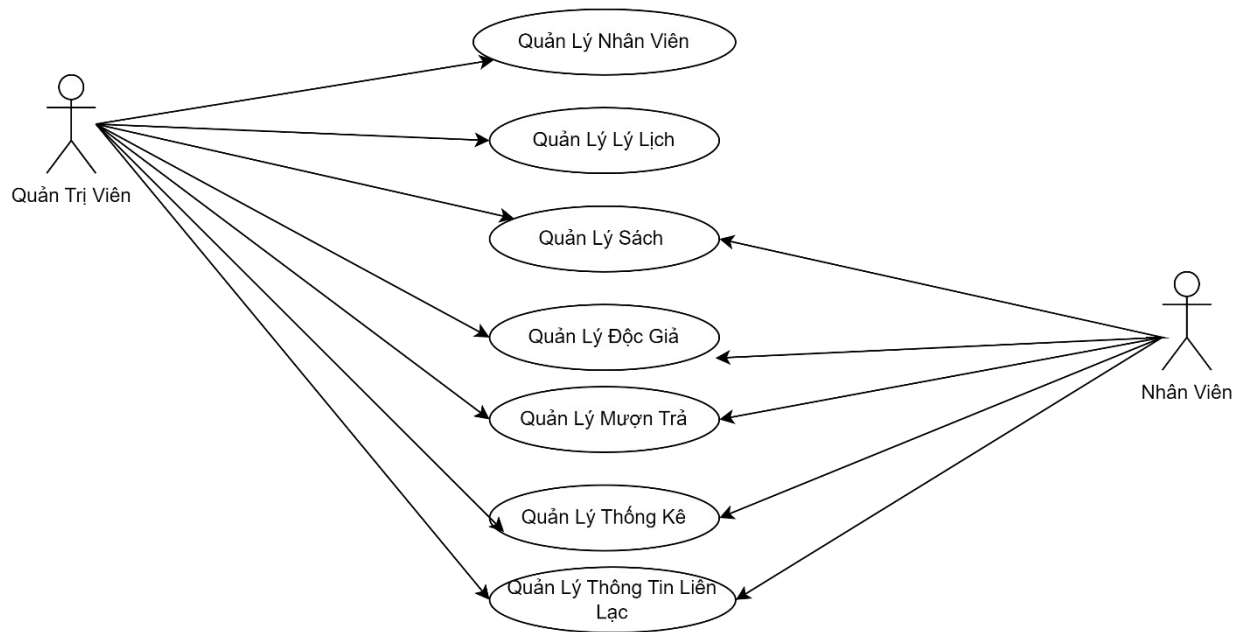 Quản Lý Nhân Viên
Quản Trị Viên
Quản Lý Lý Lịch
Quản Lý Sách
Quản Lý Độc Giả
Nhân Viên
Quản Lý Mượn Trả
Quản Lý Thống Kê
Quản Lý Thông Tin Liên
Lạc